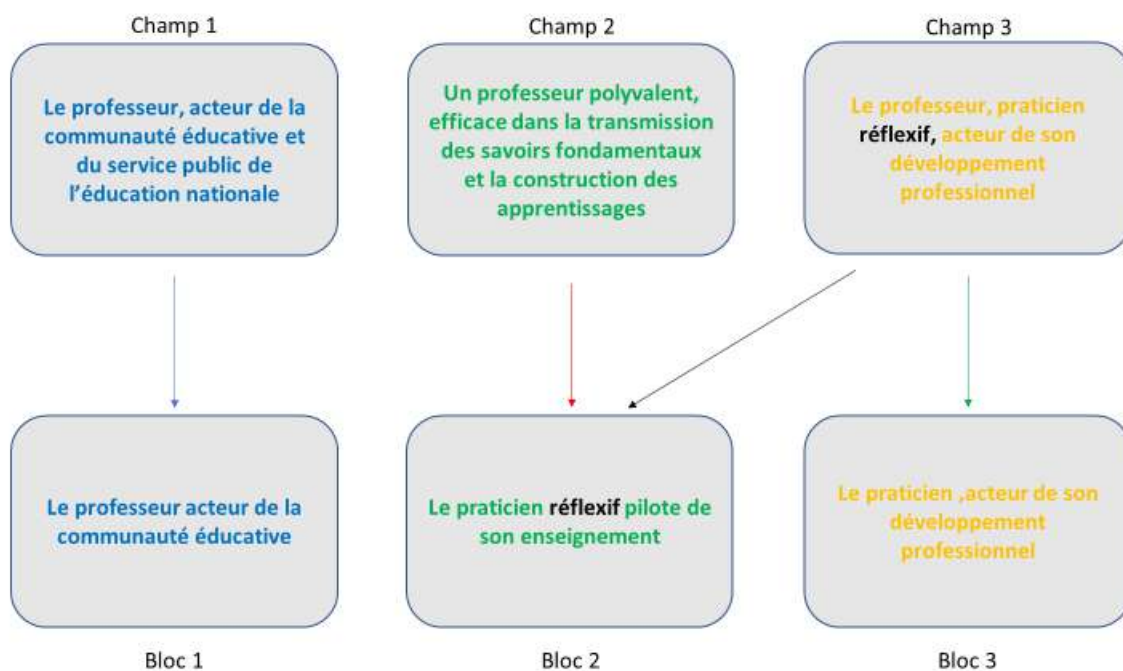 Champ 1
Champ 2
Champ 3
Le professeur, acteur de la
communauté éducative et
du service public de
l'éducation nationale
Un professeur polyvalent,
efficace dans la transmission
des savoirs fondamentaux
et la construction des
apprentissages
Le professeur, praticien
réflexif, acteur de son
développement
professionnel
Le professeur acteur de la
communauté éducative
Le praticien réflexif pilote de
son enseignement
Le praticien ,acteur de son
développement
professionnel
Bloc 1
Bloc 2
Bloc 3